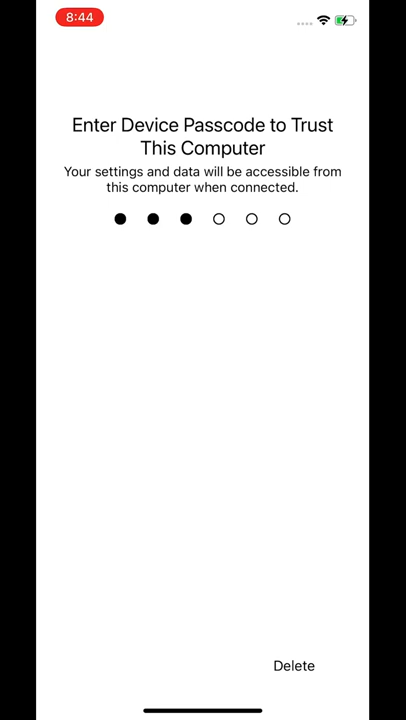 8:44
Enter Device Passcode to Trust
This Computer
Your settings and data will be accessible from
this computer when connected.
Delete